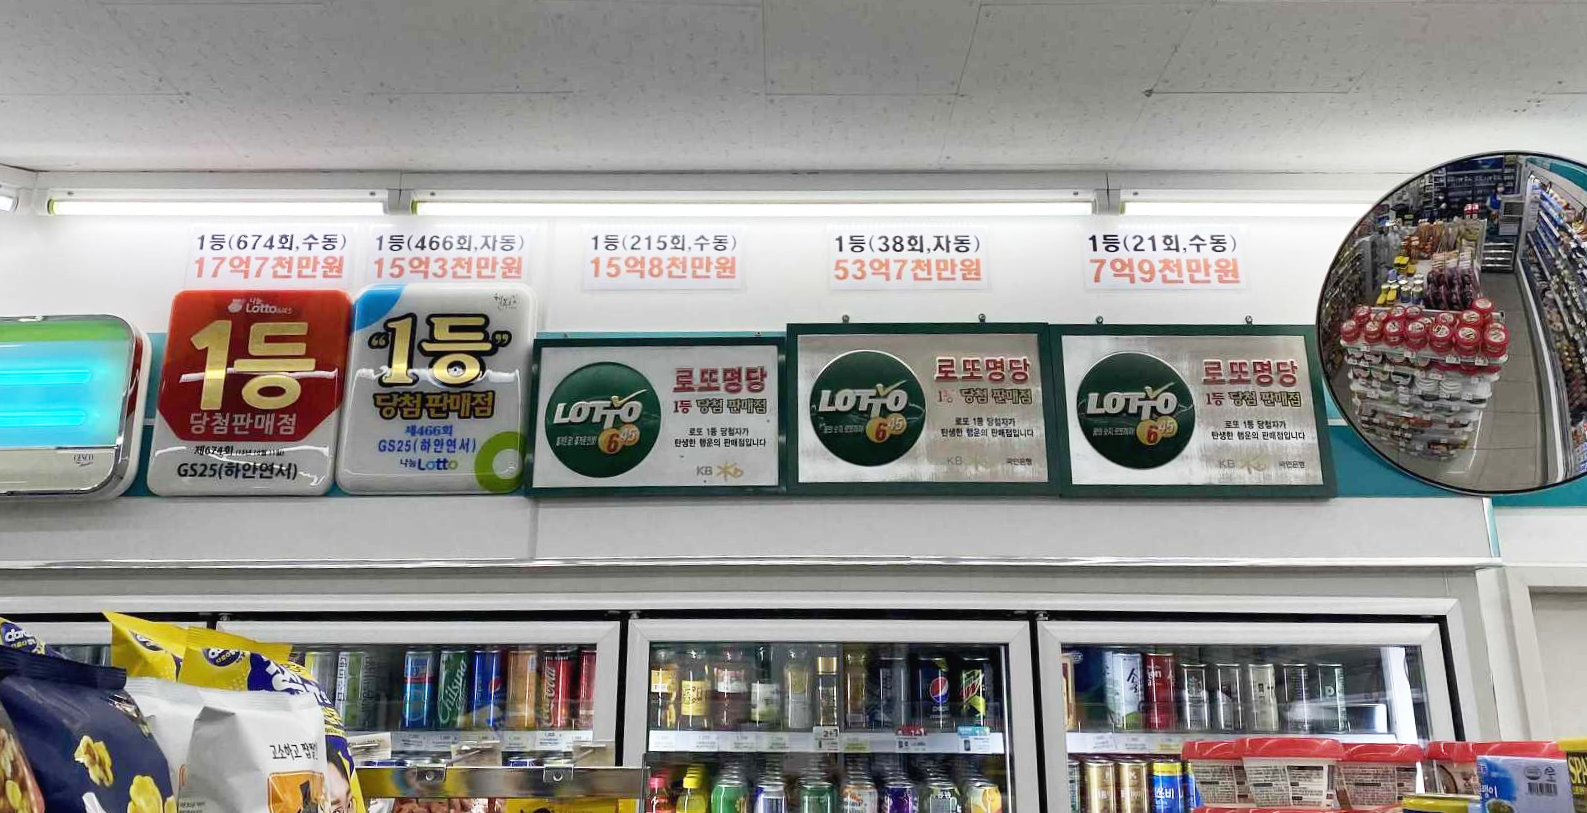 1등(674회,수동)
17억7천만원
1등(466회,자동)
15억3천만원
1등(215회,수동)
15억8천만원
1등(38회,자동)
53억7천만원
1등(21회,수동)
7억9천만원
나눔
Lotto
1등
당첨판매점
제674회
GS25(하안연서)
“1등”
당첨 판매점
제466회
GS25(하안연서)
나눔Lotto
LOTTO
6/45
로또명당
1등 당첨 판매점
로또 1등 당첨자가
탄생한 행운의 판매점입니다
KB
LOTTO
6/45
로또명당
1등 당첨 판매점
로또 1등 당첨자가
탄생한 행운의 판매점입니다
KB 국민은행
LOTTO
6/45
로또명당
1등 당첨 판매점
로또 1등 당첨자가
탄생한 행운의 판매점입니다
KB 국민은행
Chilsung
pepsi
고소하고